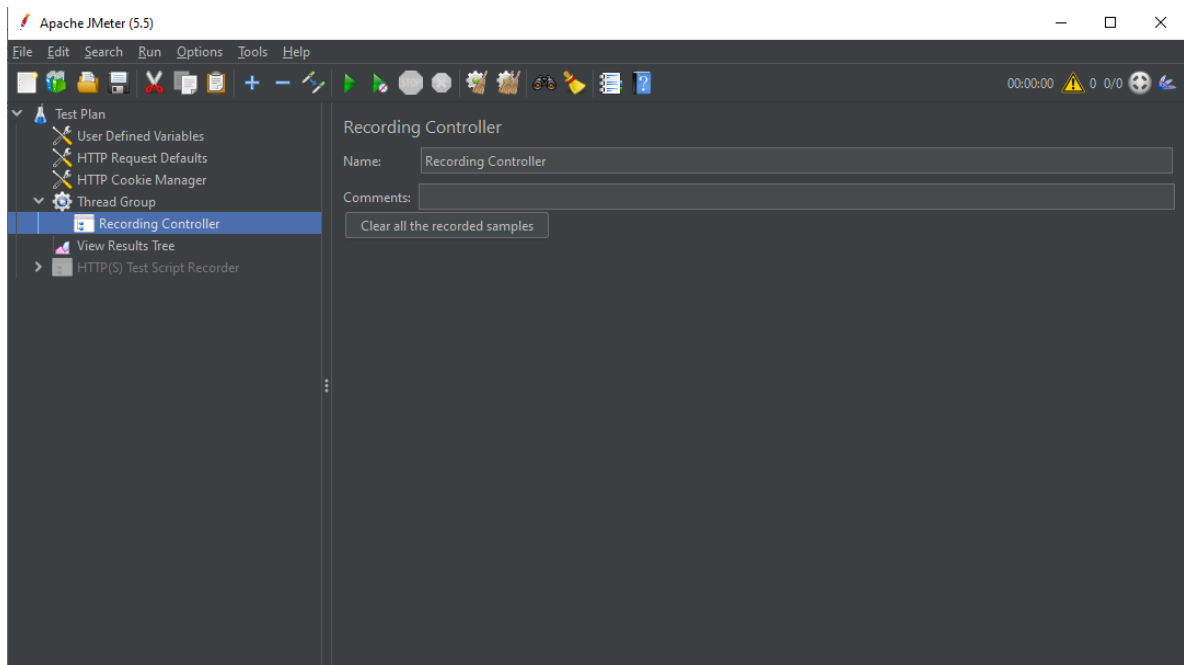 Apache JMeter (5.5)
File Edit Search Run Options Tools Help
STOP
00:00:00 0 0/0
Test Plan
User Defined Variables
HTTP Request Defaults
HTTP Cookie Manager
Thread Group
Recording Controller
View Results Tree
HTTP(S) Test Script Recorder
Recording Controller
Name: Recording Controller
Comments:
Clear all the recorded samples